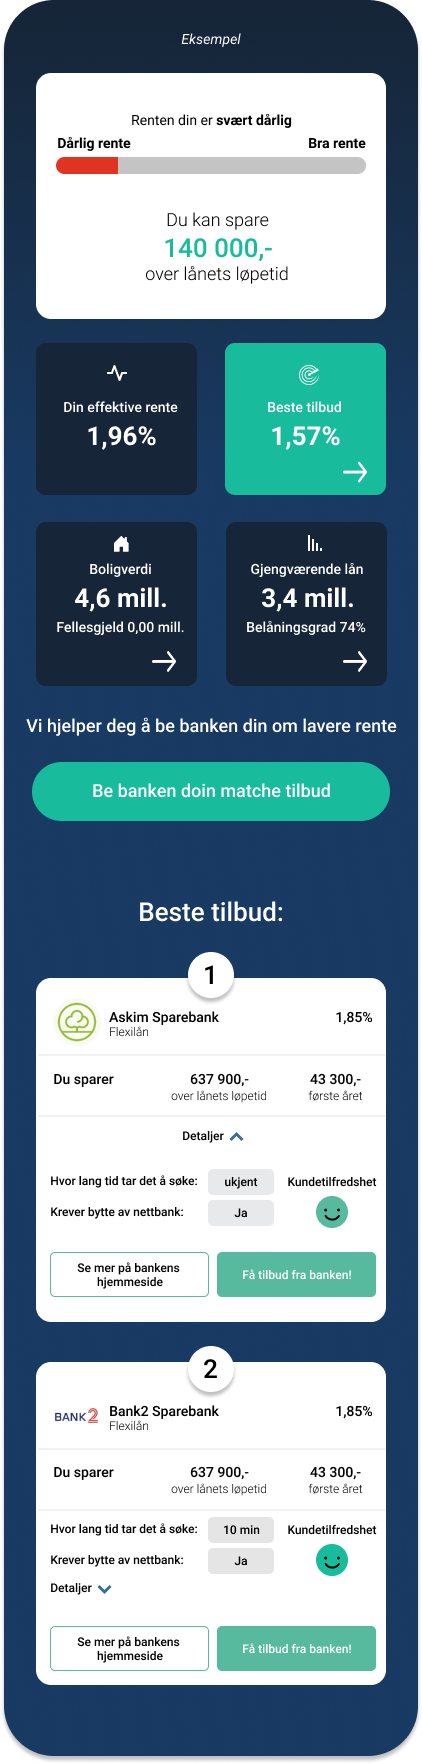 Eksempel
Renten din er svært dårlig
Dårlig rente Bra rente
Du kan spare
140 000,-
over lånets løpetid
Din effektive rente
1,96%
Beste tilbud
1,57%
Boligverdi
4,6 mill.
Fellesgjeld 0,00 mill.
Gjengværende lån
3,4 mill.
Belåningsgrad 74%
Vi hjelper deg å be banken din om lavere rente
Be banken doin matche tilbud
Beste tilbud:
1
Askim Sparebank 1,85%
Flexilån
Du sparer 637 900,- 43 300,-
over lånets løpetid første året
Detaljer
Hvor lang tid tar det å søke: ukjent Kundetilfredshet
Krever bytte av nettbank: Ja
Se mer på bankens
hjemmeside
Få tilbud fra banken!
2
BANK2 Bank2 Sparebank 1,85%
Flexilån
Du sparer 637 900,- 43 300,-
over lånets løpetid første året
Hvor lang tid tar det å søke: 10 min Kundetilfredshet
Krever bytte av nettbank: Ja
Detaljer
Se mer på bankens
hjemmeside
Få tilbud fra banken!